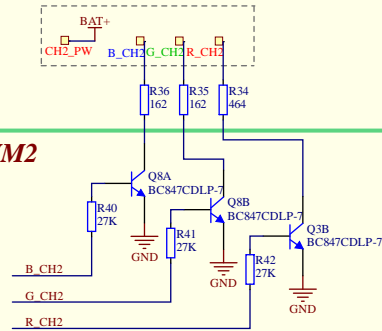 BAT+
CH2_PW
B_CH2
G_CH2
R_CH2
R36
162
R35
162
R34
464
M2
Q8A
BC847CDLP-7
R40
27K
Q8B
BC847CDLP-7
R41
27K
Q3B
BC847CDLP-7
R42
27K
GND
GND
GND
B_CH2
G_CH2
R_CH2